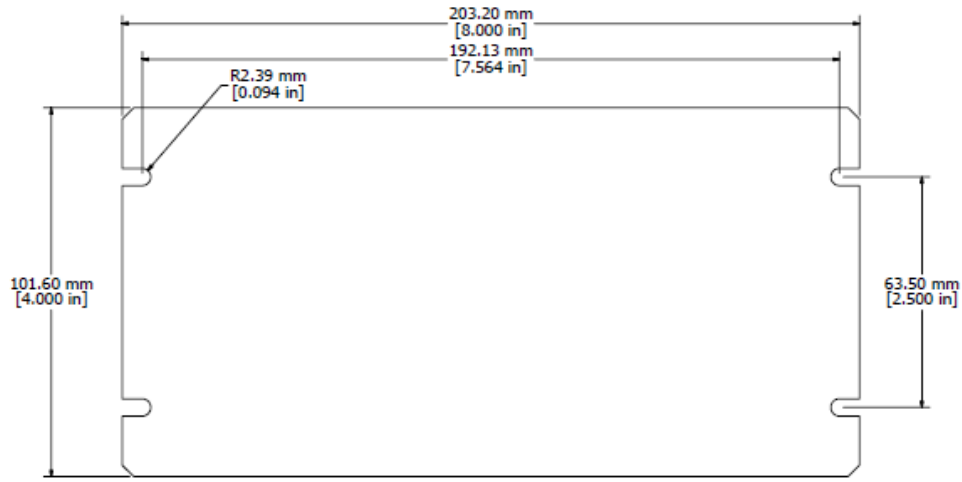 203.20 mm
[8.000 in]
192.13 mm
[7.564 in]
R2.39 mm
[0.094 in]
101.60 mm
[4.000 in]
63.50 mm
[2.500 in]